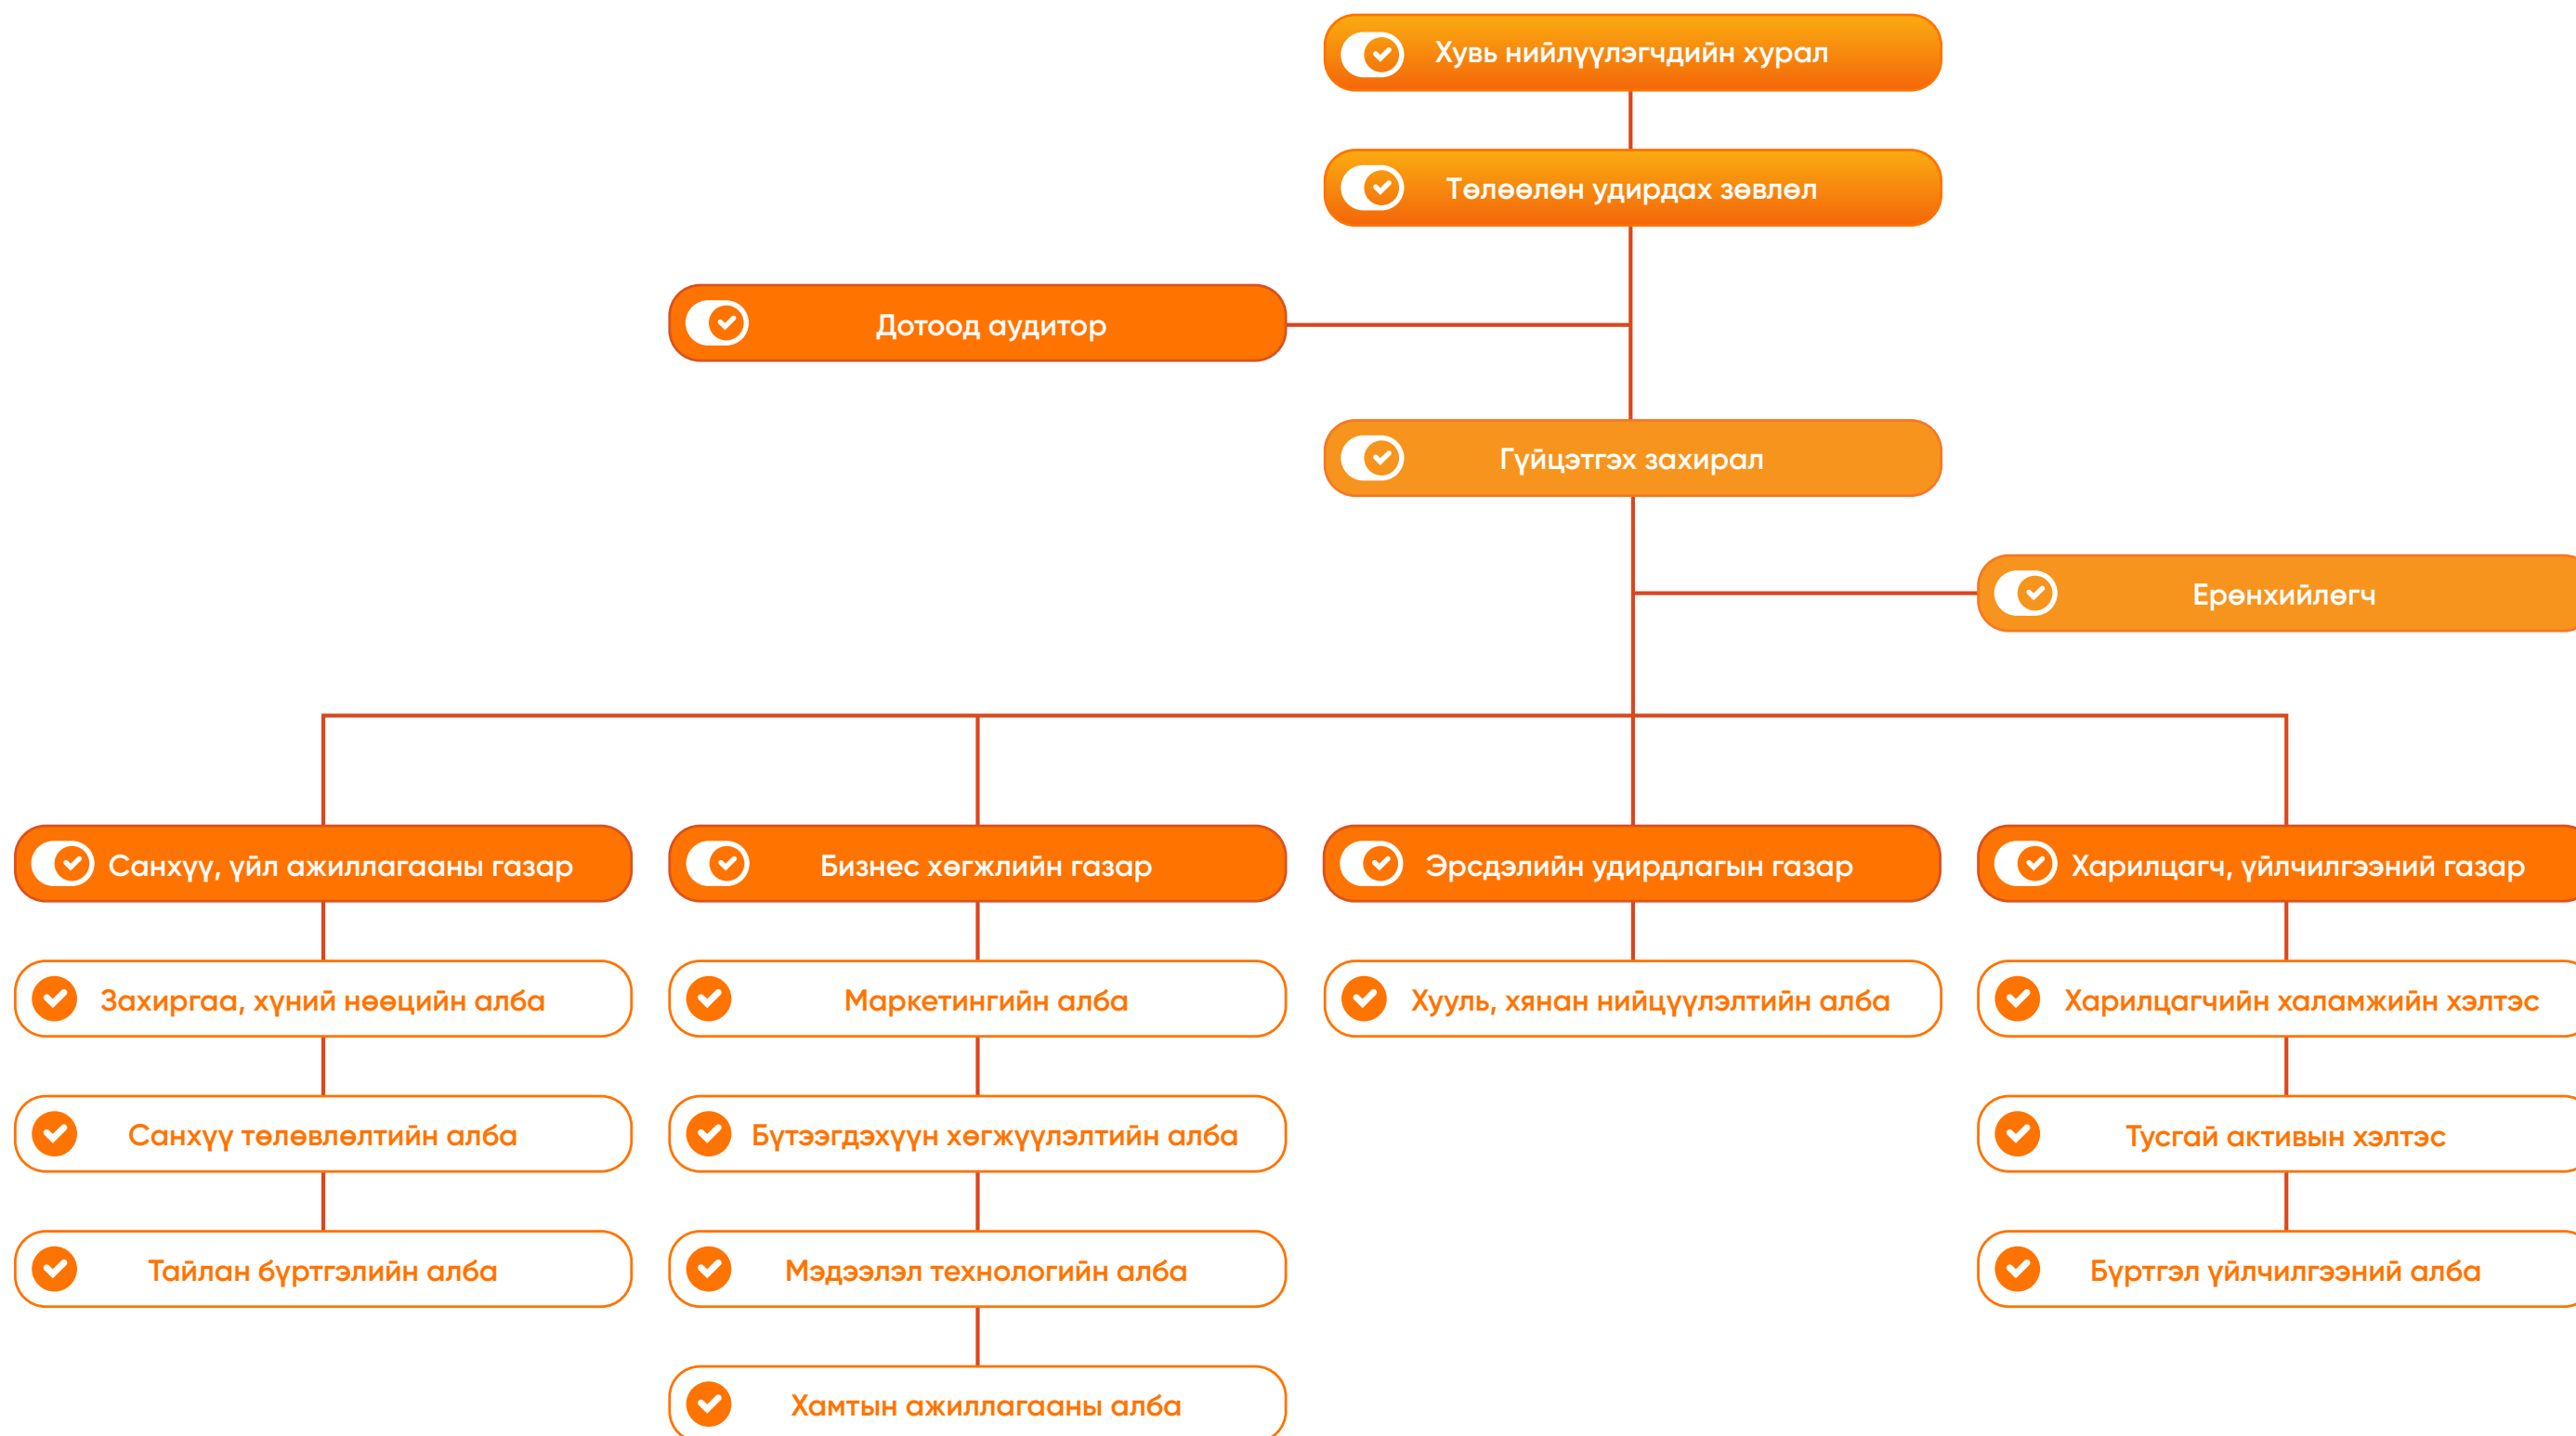 Хувь нийлүүлэгчдийн хурал
Төлөөлөн удирдах зөвлөл
Дотоод аудитор
Гүйцэтгэх захирал
Ерөнхийлөгч
Санхүү, үйл ажиллагааны газар
Бизнес хөгжлийн газар
Эрсдэлийн удирдлагын газар
Харилцагч, үйлчилгээний газар
Захиргаа, хүний нөөцийн алба
Маркетингийн алба
Хууль, хянан нийцүүлэлтийн алба
Харилцагчийн халамжийн хэлтэс
Санхүү төлөвлөлтийн алба
Бүтээгдэхүүн хөгжүүлэлтийн алба
Тусгай активын хэлтэс
Тайлан бүртгэлийн алба
Мэдээлэл технологийн алба
Бүртгэл үйлчилгээний алба
Хамтын ажиллагааны алба